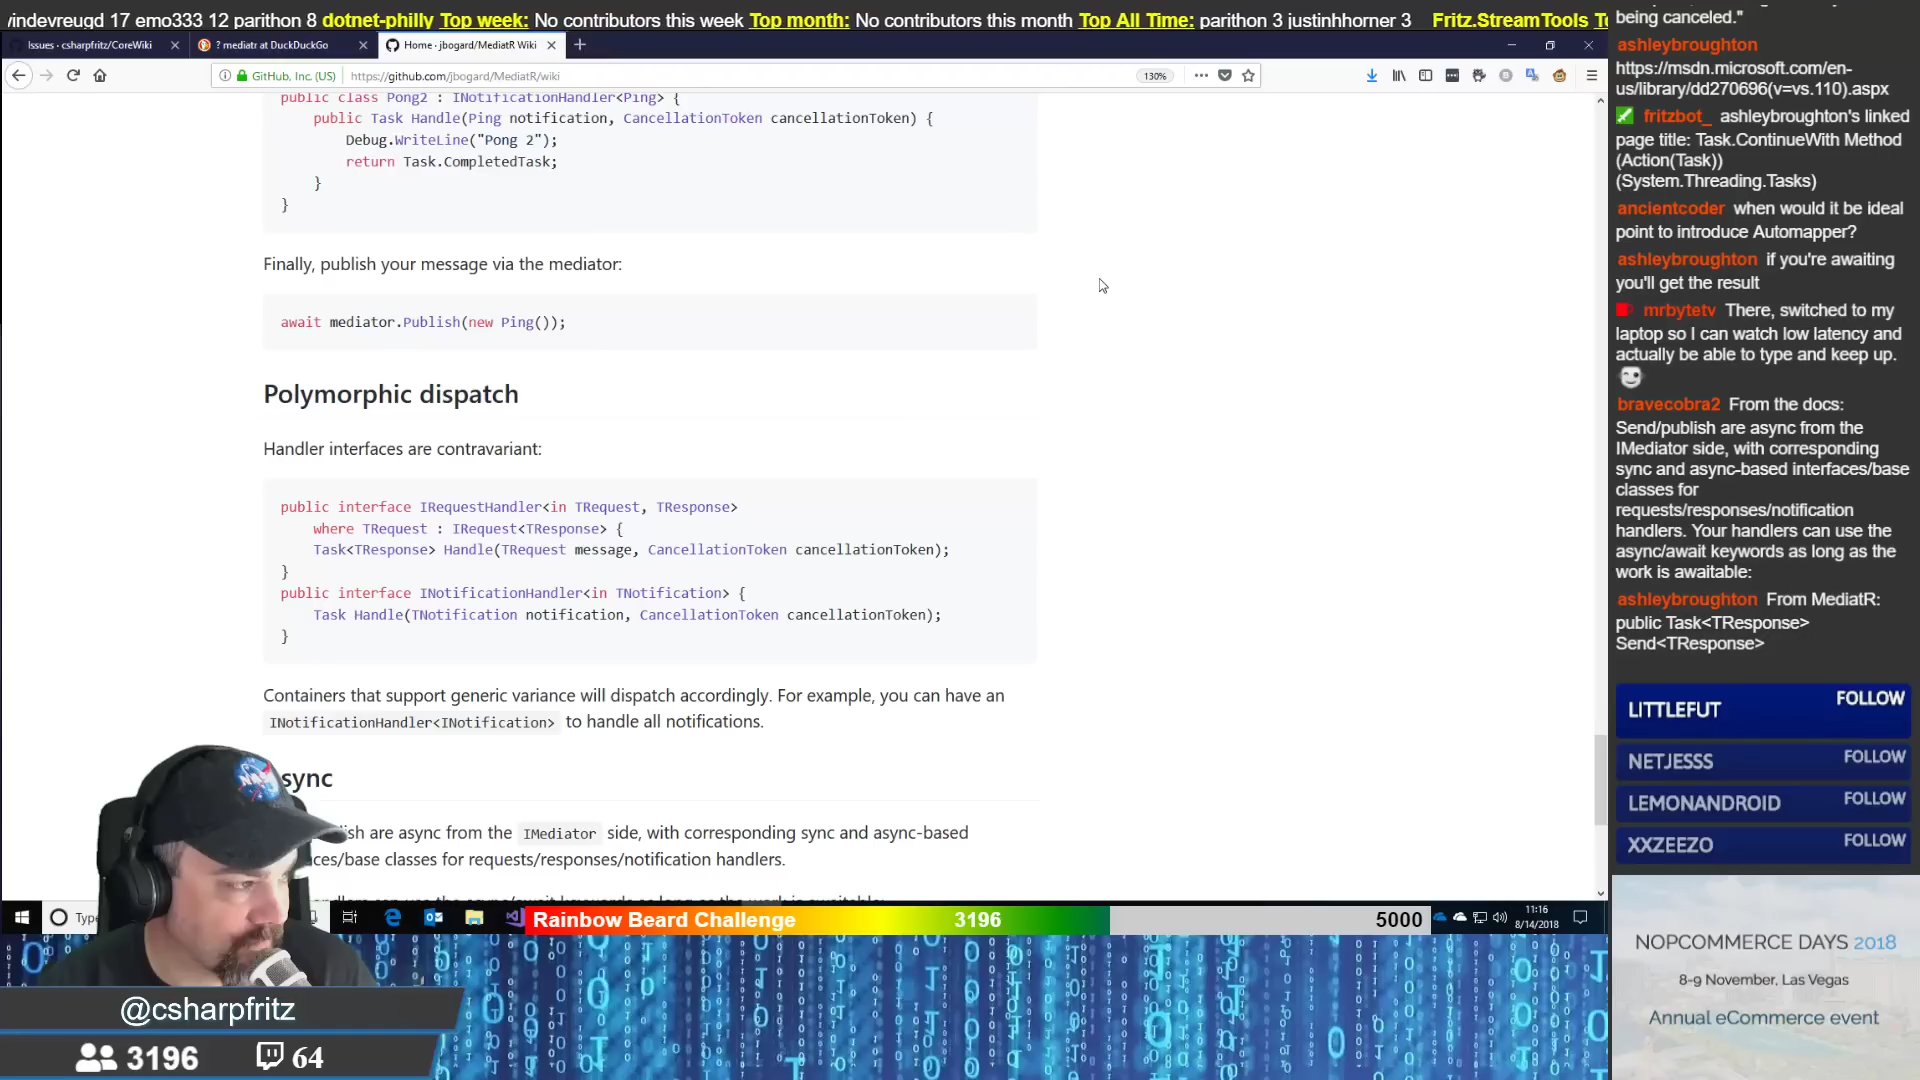 /indevreugd 17 emo333 12 parithon 8 dotnet-philly Top week: No contributors this week Top month: No contributors this month Top All Time: parithon 3 justinhhorner 3 Fritz.StreamTools
Issues · csharpfritz/CoreWiki
? mediatr at DuckDuckGo
Home · jbogard/MediatR Wiki
GitHub, Inc. (US)
https://github.com/jbogard/MediatR/wiki
130%
public class Pong2 : INotificationHandler<Ping> {
public Task Handle(Ping notification, CancellationToken cancellationToken) {
Debug.WriteLine("Pong 2");
return Task.CompletedTask;
}
}
Finally, publish your message via the mediator:
await mediator.Publish(new Ping());
Polymorphic dispatch
Handler interfaces are contravariant:
public interface IRequestHandler<in TRequest, TResponse>
where TRequest : IRequest<TResponse> {
Task<TResponse> Handle(TRequest message, CancellationToken cancellationToken);
}
public interface INotificationHandler<in TNotification> {
Task Handle(TNotification notification, CancellationToken cancellationToken);
}
Containers that support generic variance will dispatch accordingly. For example, you can have an
INotificationHandler<INotification> to handle all notifications.
sync
ish are async from the IMediator side, with corresponding sync and async-based
ces/base classes for requests/responses/notification handlers.
Type
Rainbow Beard Challenge 3196 5000
11:16
8/14/2018
@csharpfritz
3196 64
being canceled."
ashleybroughton
https://msdn.microsoft.com/en-
us/library/dd270696(v=vs.110).aspx
fritzbot_ ashleybroughton's linked
page title: Task.ContinueWith Method
(Action(Task))
(System.Threading.Tasks)
ancientcoder when would it be ideal
point to introduce Automapper?
ashleybroughton if you're awaiting
you'll get the result
mrbytetv There, switched to my
laptop so I can watch low latency and
actually be able to type and keep up.
bravecobra2 From the docs:
Send/publish are async from the
IMediator side, with corresponding
sync and async-based interfaces/base
classes for
requests/responses/notification
handlers. Your handlers can use the
async/await keywords as long as the
work is awaitable:
ashleybroughton From MediatR:
public Task<TResponse>
Send<TResponse>
LITTLEFUT FOLLOW
NETJESSS FOLLOW
LEMONANDROID FOLLOW
XXZEEZO FOLLOW
NOPCOMMERCE DAYS 2018
8-9 November, Las Vegas
Annual eCommerce event